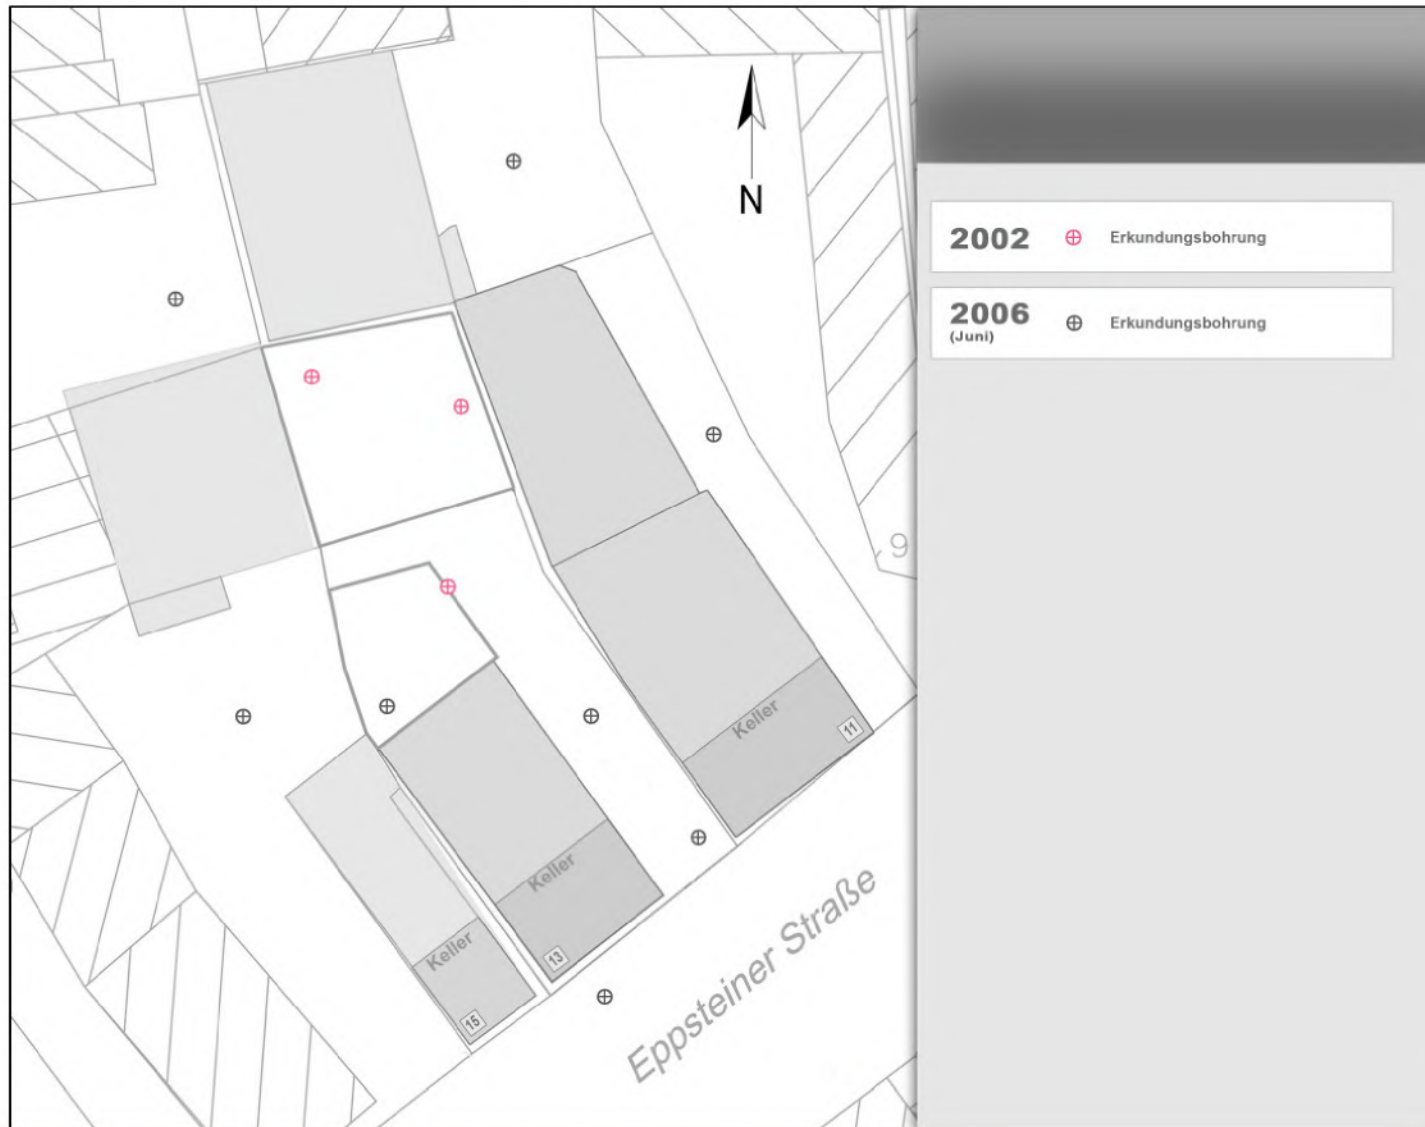 N
2002 Erkundungsbohrung
2006 Erkundungsbohrung
(Juni)
9
Keller
11
Keller
13
Keller
15
Eppsteiner Straße